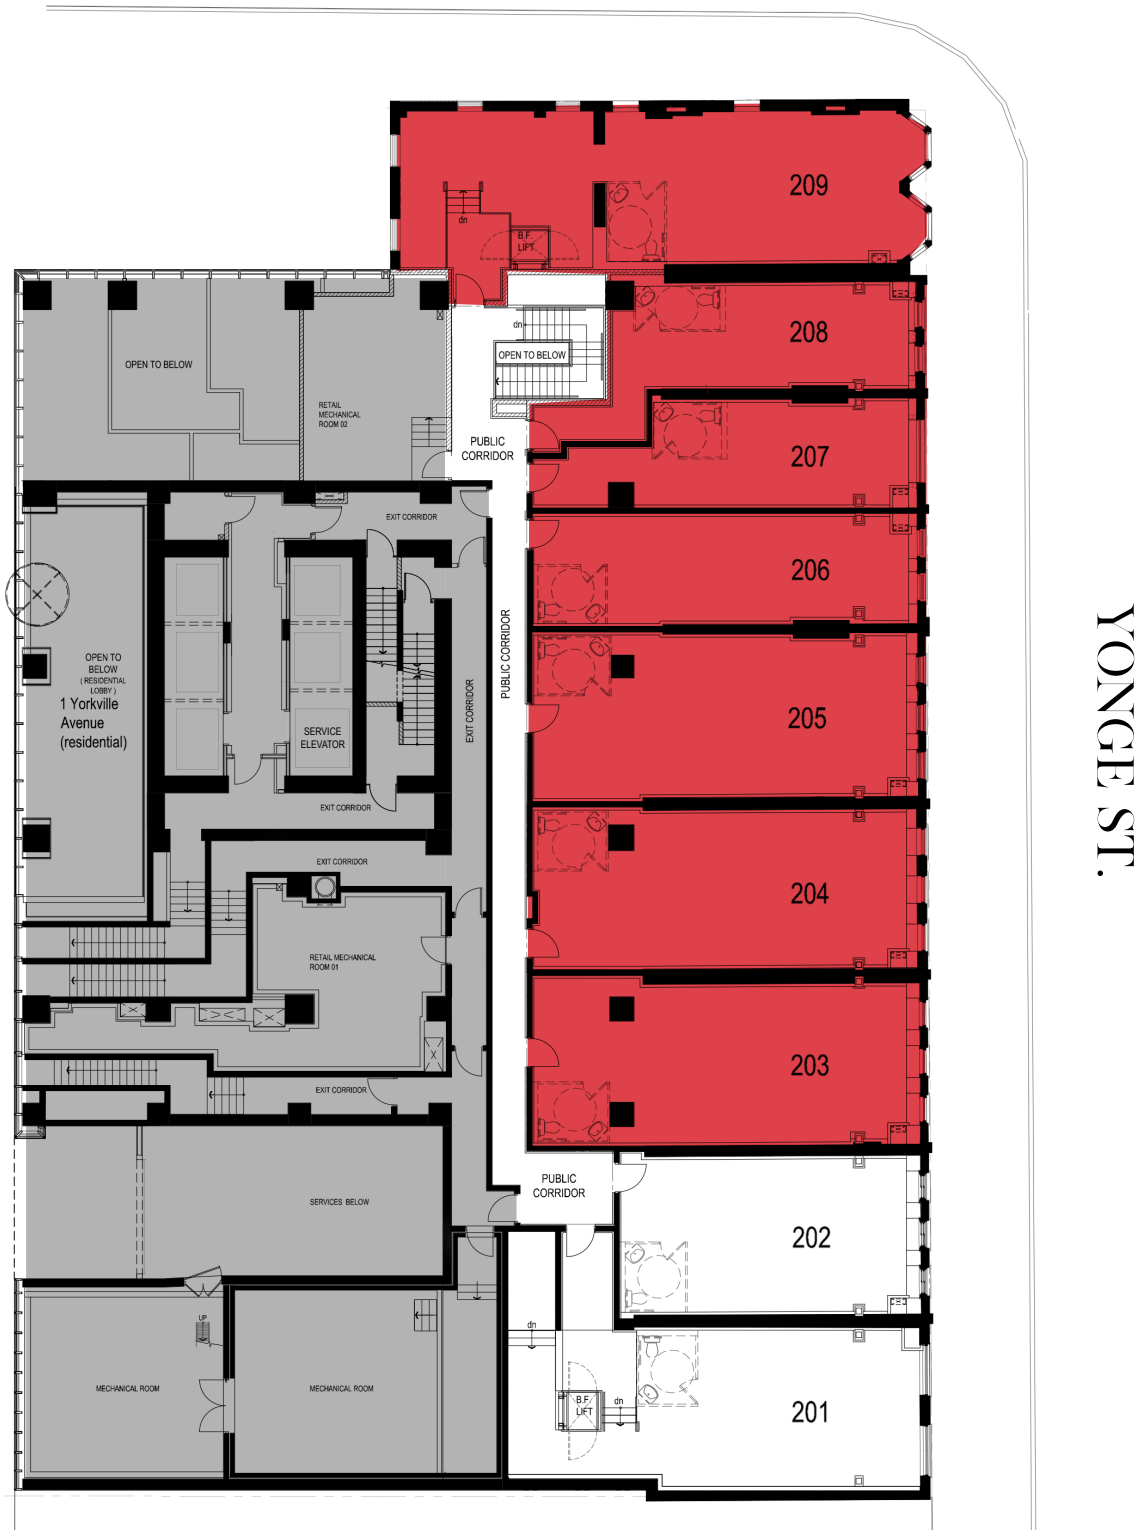 209
dn
B.F.
LIFT
208
dn
OPEN TO BELOW
OPEN TO BELOW
RETAIL
MECHANICAL
ROOM 02
PUBLIC
CORRIDOR
207
EXIT CORRIDOR
206
PUBLIC CORRIDOR
EXIT CORRIDOR
OPEN TO
BELOW
( RESIDENTIAL
LOBBY )
1 Yorkville
Avenue
(residential)
SERVICE
ELEVATOR
205
YONGE ST.
EXIT CORRIDOR
EXIT CORRIDOR
204
RETAIL MECHANICAL
ROOM 01
203
EXIT CORRIDOR
PUBLIC
CORRIDOR
SERVICES BELOW
202
UP
dn
MECHANICAL ROOM
MECHANICAL ROOM
B.F.
LIFT
dn
201